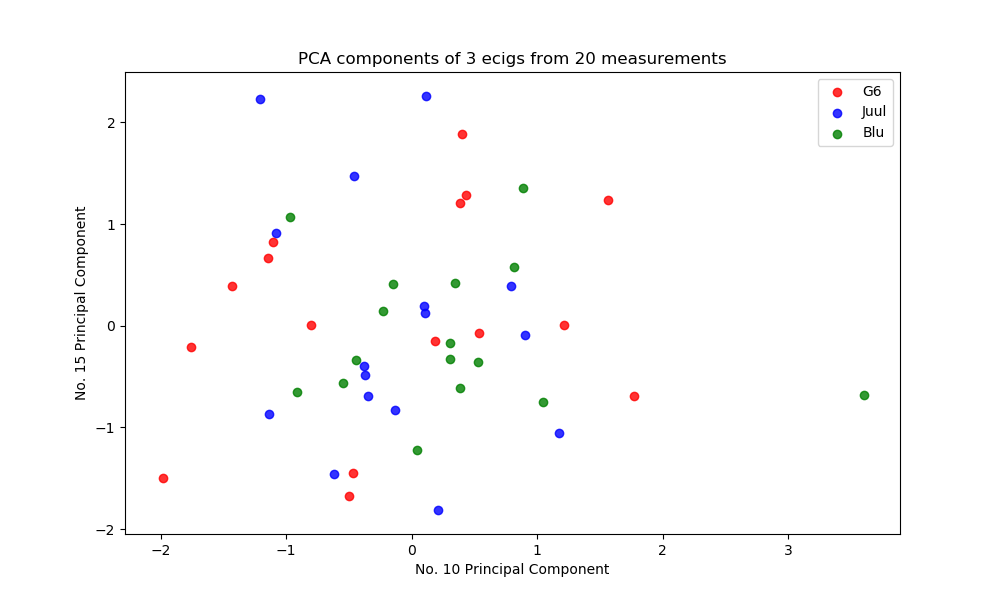 PCA components of 3 ecigs from 20 measurements
G6
Juul
Blu
2
1
0
−1
−2
No. 15 Principal Component
−2
−1
0
1
2
3
No. 10 Principal Component